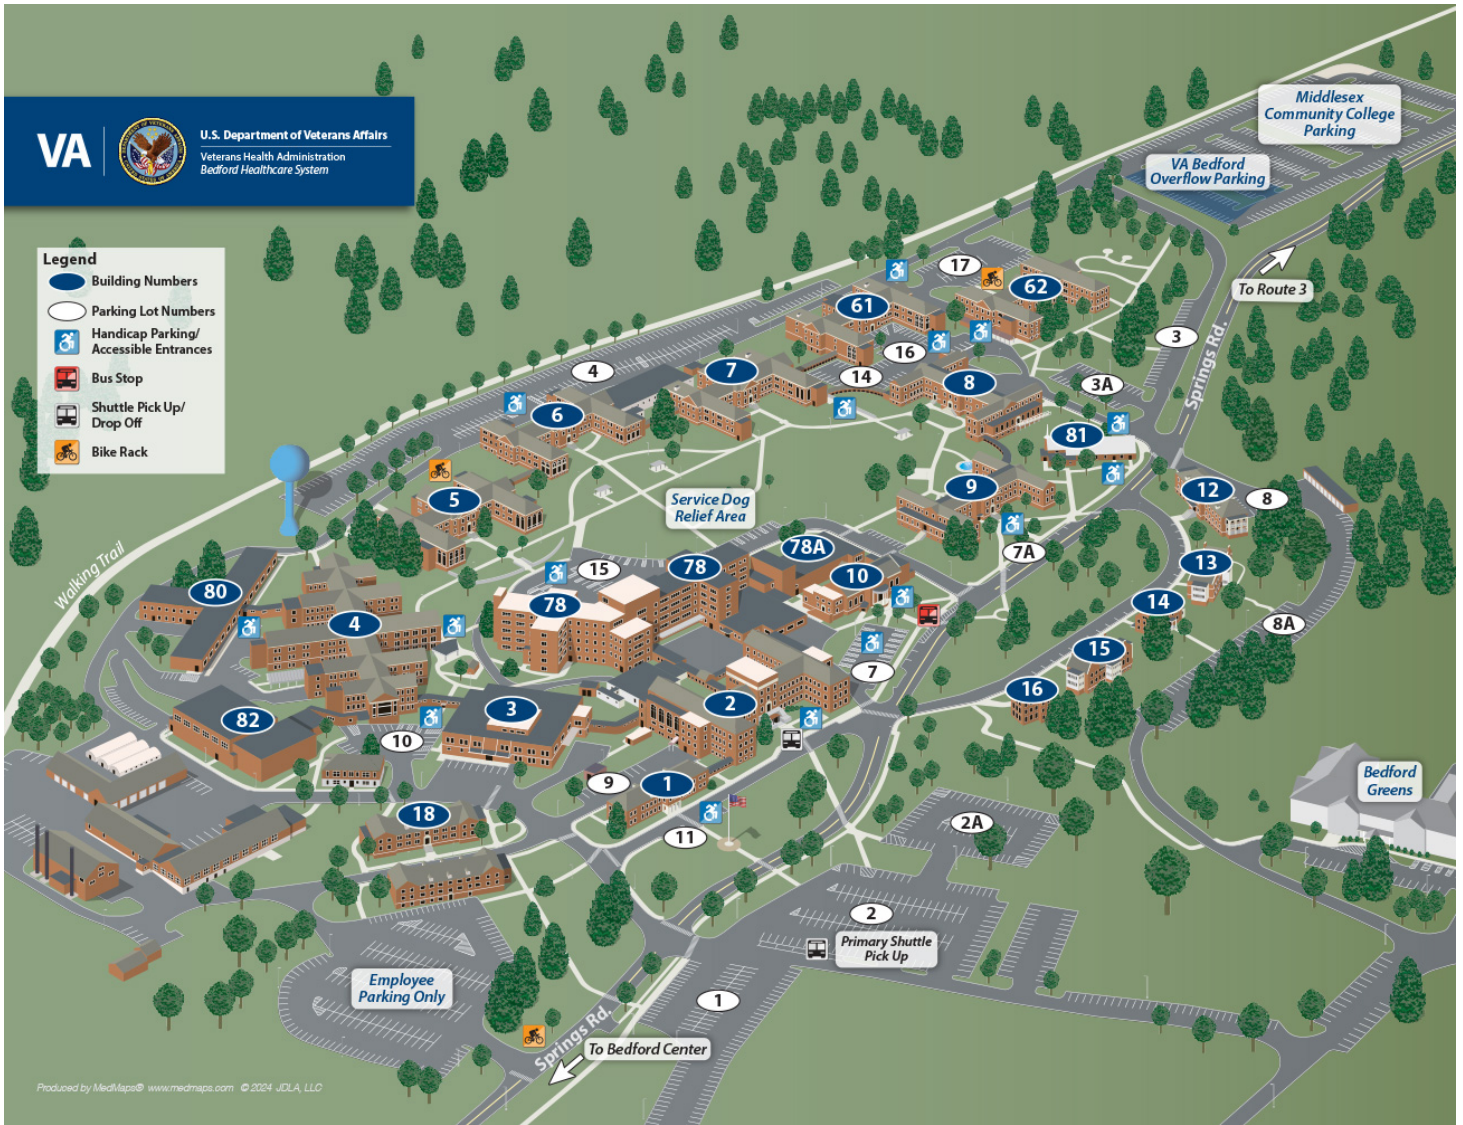 VA
U.S. Department of Veterans Affairs
Veterans Health Administration
Bedford Healthcare System
Legend
Building Numbers
Parking Lot Numbers
Handicap Parking/
Accessible Entrances
Bus Stop
Shuttle Pick Up/
Drop Off
Bike Rack
Middlesex
Community College
Parking
VA Bedford
Overflow Parking
To Route 3
Springs Rd.
17
62
61
3
16
4
7
14
8
3A
6
81
5
9
12
8
Service Dog
Relief Area
7A
78A
13
15
78
10
80
78
14
4
8A
15
7
16
3
2
82
10
9
1
18
11
2A
Bedford
Greens
2
Primary Shuttle
Pick Up
Employee
Parking Only
1
Walking Trail
Springs Rd.
To Bedford Center
Produced by MedMaps® www.medmaps.com © 2024 JDLA, LLC